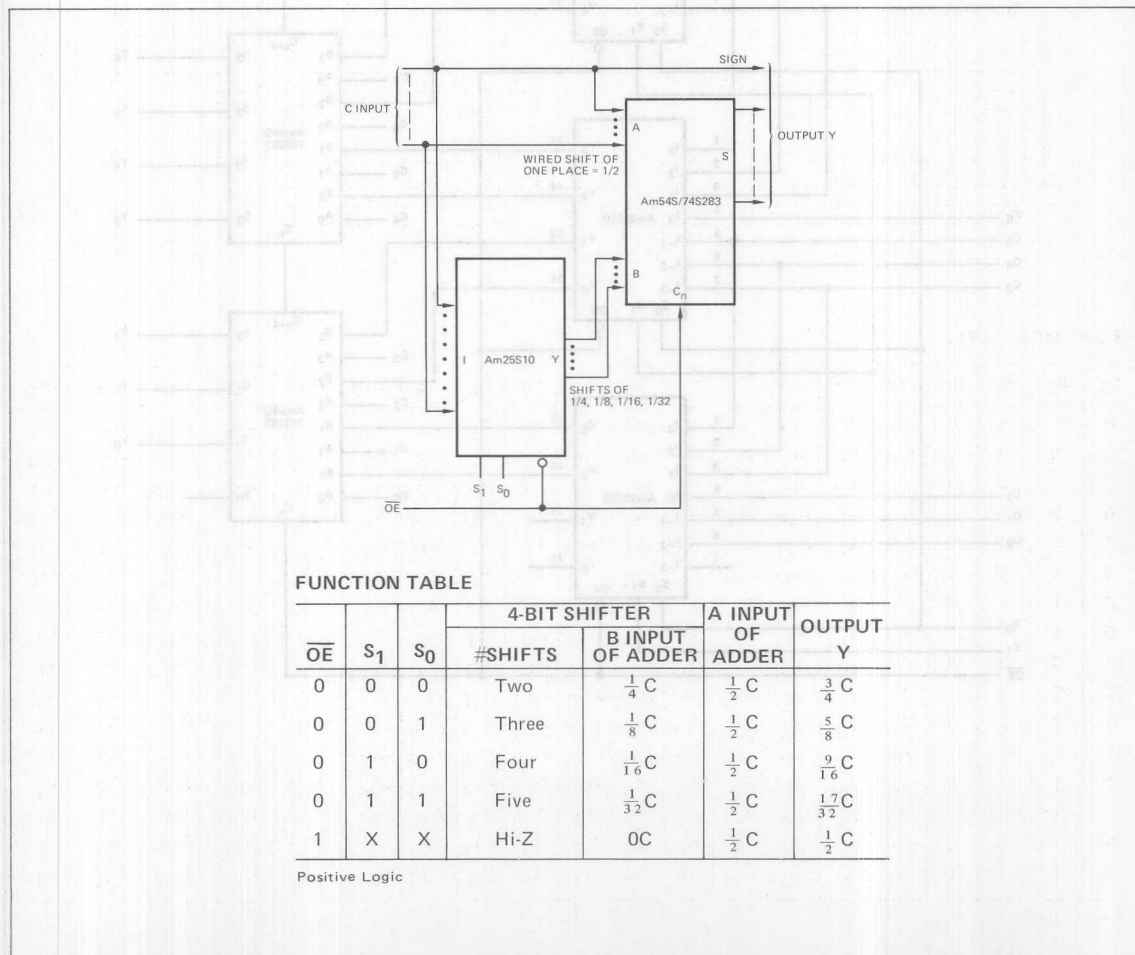 SIGN
C INPUT
A
OUTPUT Y
S
WIRED SHIFT OF
ONE PLACE = 1/2
Am54S/74S283
B
Cn
I Am25S10 Y
SHIFTS OF
1/4, 1/8, 1/16, 1/32
S1 S0
OE
FUNCTION TABLE
4-BIT SHIFTER A INPUT OF ADDER OUTPUT Y
OE S1 S0 #SHIFTS B INPUT OF ADDER
0 0 0 Two 1/4 C 1/2 C 3/4 C
0 0 1 Three 1/8 C 1/2 C 5/8 C
0 1 0 Four 1/16 C 1/2 C 9/16 C
0 1 1 Five 1/32 C 1/2 C 17/32 C
1 X X Hi-Z 0C 1/2 C 1/2 C
Positive Logic